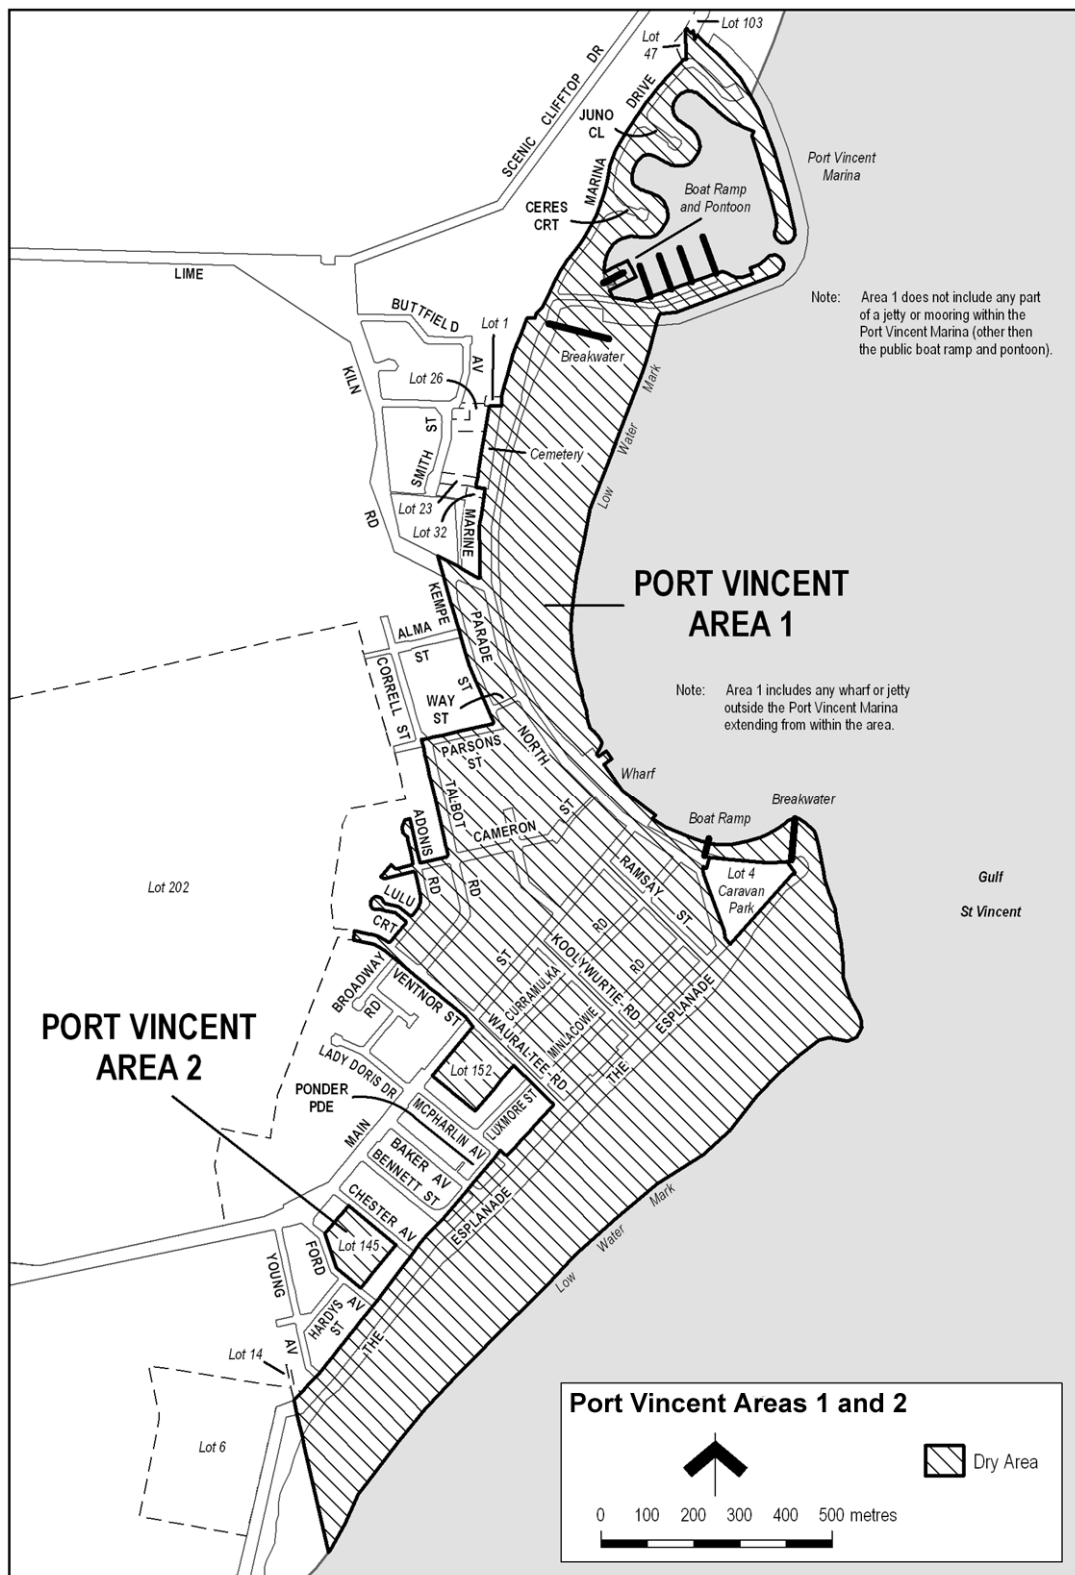 Lot 103
Lot
47
SCENIC CLIFFTOP DR
MARINA DRIVE
JUNO
CL
Port Vincent
Marina
Boat Ramp
and Pontoon
CERES
CRT
LIME
KILN
RD
BUTTFIELD
AV
Lot 1
Note: Area 1 does not include any part
of a jetty or mooring within the
Port Vincent Marina (other then
the public boat ramp and pontoon).
Breakwater
Lot 26
SMITH
ST
Low Water Mark
Cemetery
Lot 23
Lot 32
MARINE
PARADE
PORT VINCENT
AREA 1
KEMPE
ST
ALMA
ST
CORRELL ST
WAY
ST
Note: Area 1 includes any wharf or jetty
outside the Port Vincent Marina
extending from within the area.
NORTH
PARSONS
ST
Wharf
TALBOT
RD
Breakwater
Boat Ramp
ADONIS
RD
CAMERON
ST
RAMSAY
ST
Lot 4
Caravan
Park
Lot 202
LULU
CRT
Gulf
St Vincent
ST
RD
RD
KOOLYWURTIE RD
BROADWAY
RD
VENTNOR ST
CURRAMULKA
MINLACOWIE
WAURALTEE RD
THE ESPLANADE
PORT VINCENT
AREA 2
LADY DORIS DR
Lot 152
PONDER
PDE
MCPHARLIN AV
LUXMORE ST
MAIN
BAKER AV
BENNETT ST
CHESTER AV
THE ESPLANADE
Low Water Mark
Lot 145
FORD
AV
YOUNG
AV
HARDYS
ST
Lot 14
Lot 6
Port Vincent Areas 1 and 2
Dry Area
0 100 200 300 400 500 metres